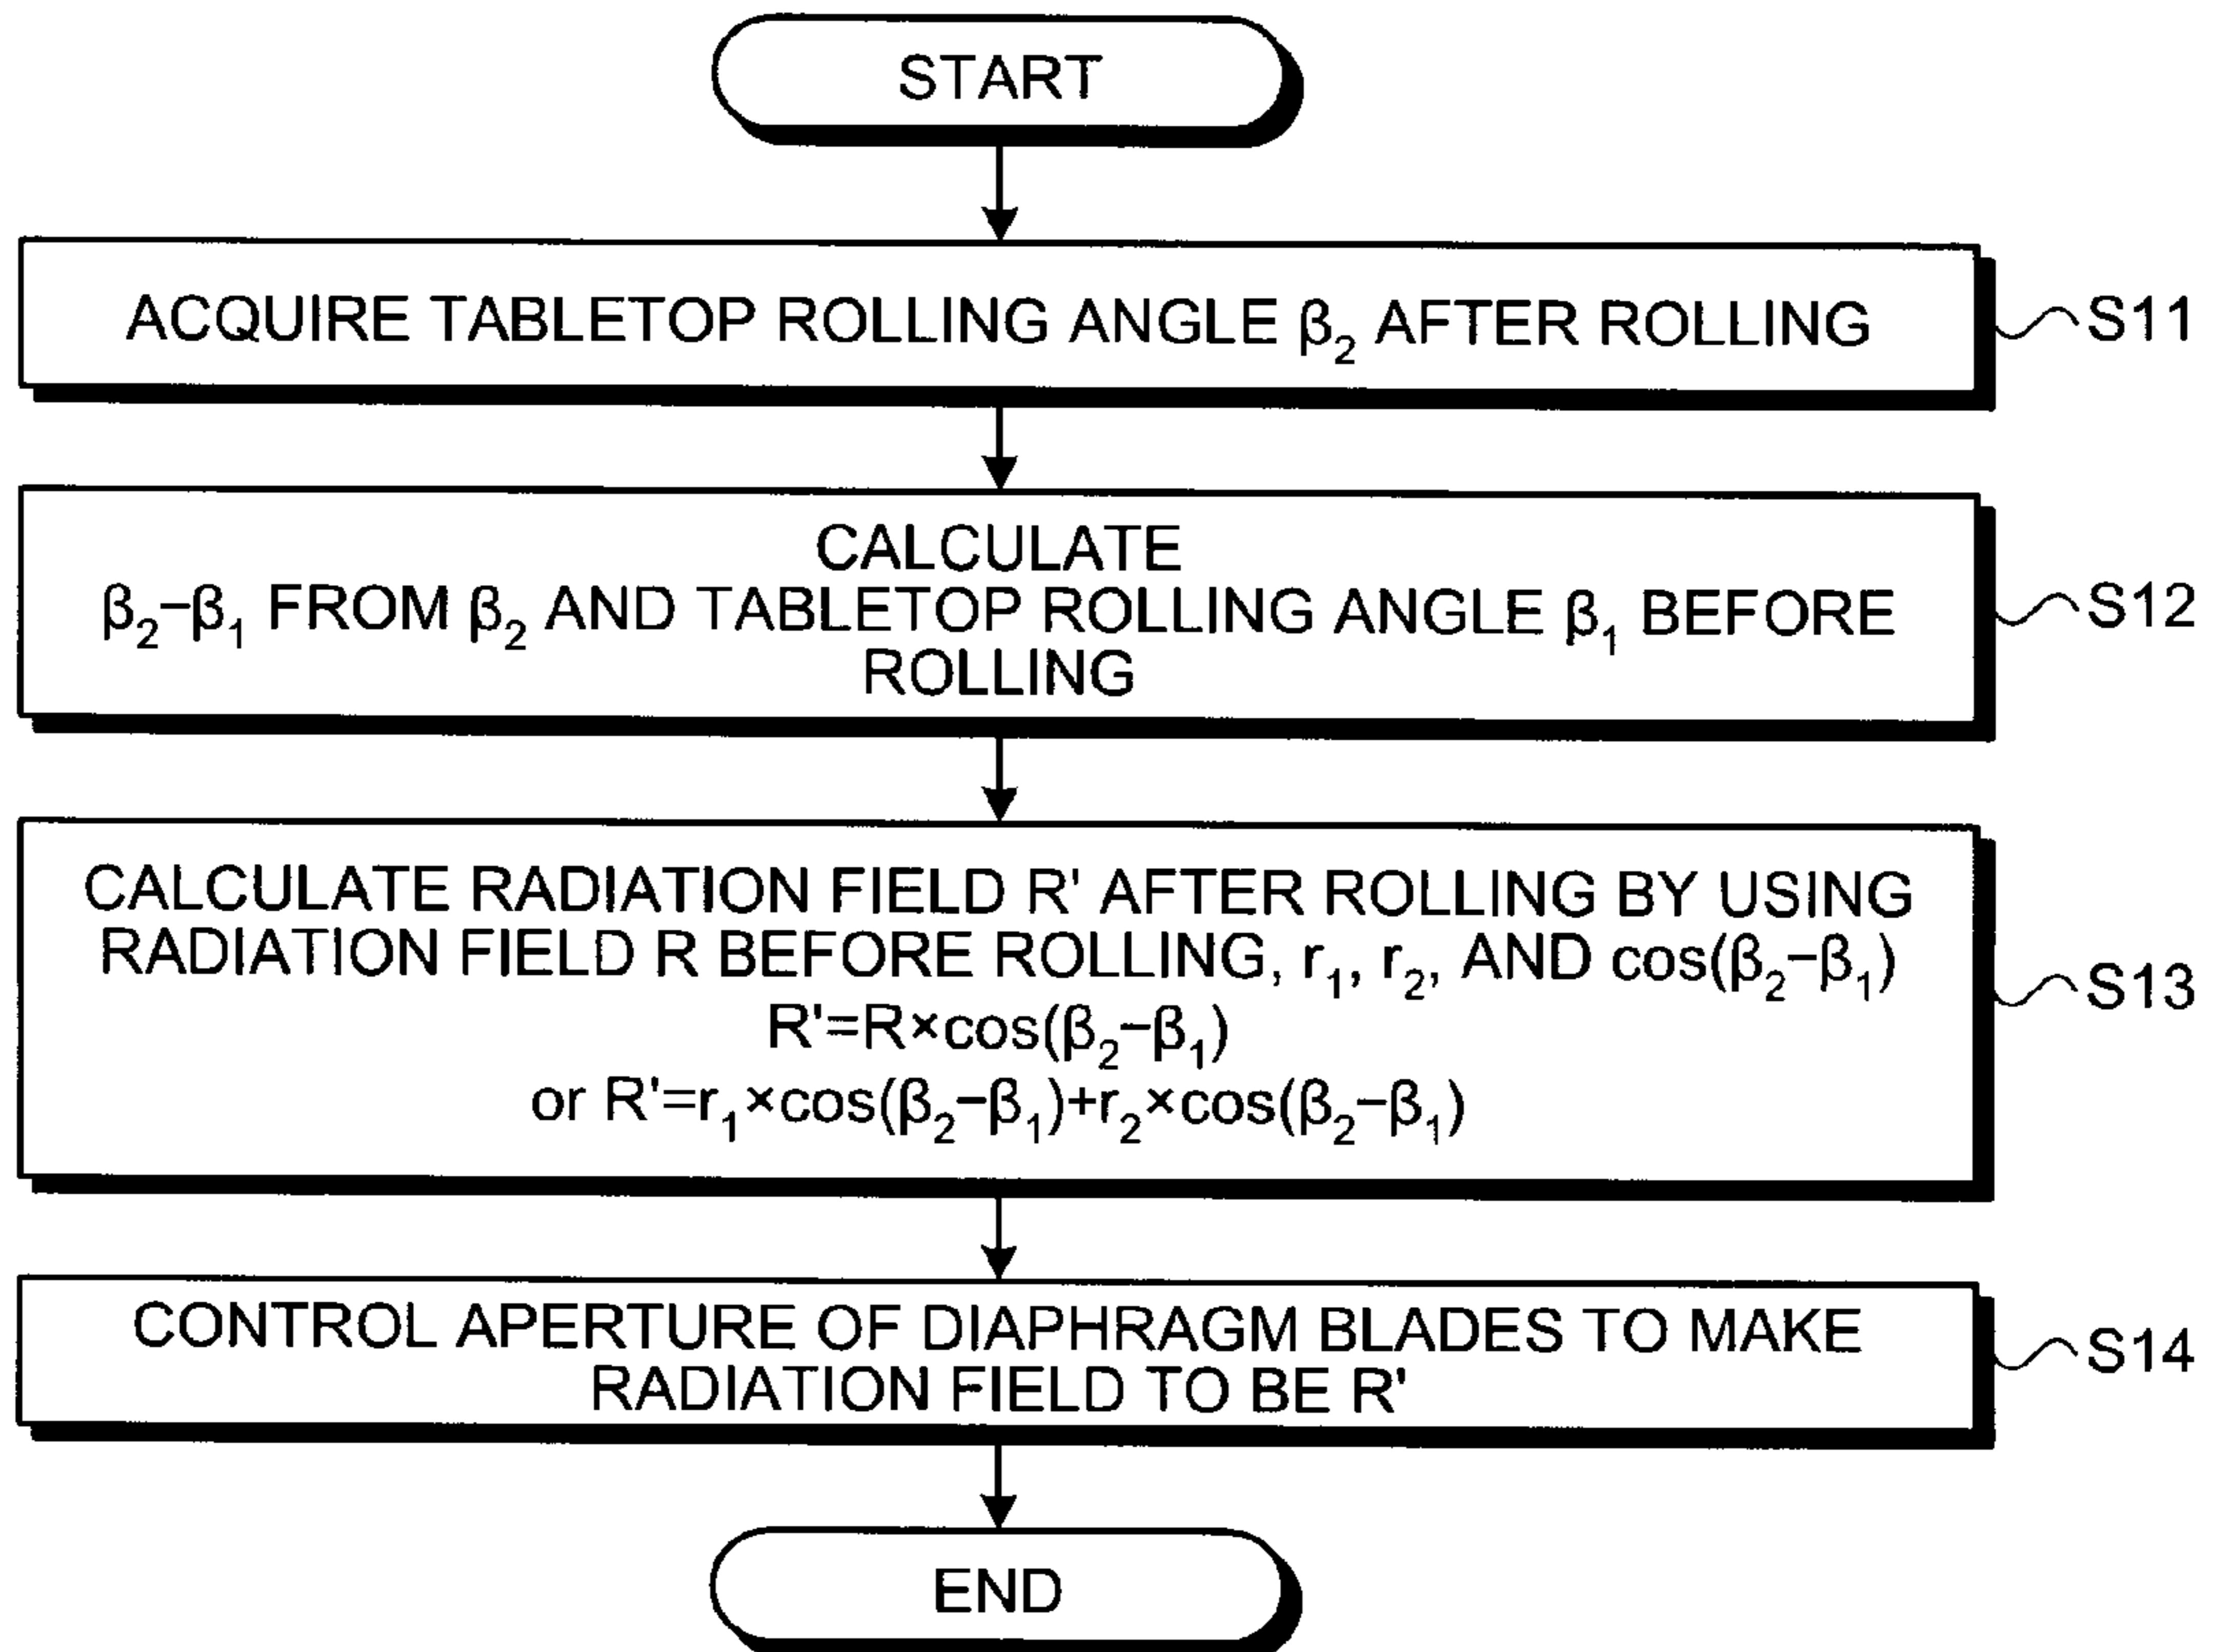 START
ACQUIRE TABLETOP ROLLING ANGLE β₂ AFTER ROLLING
S11
CALCULATE
β₂−β₁ FROM β₂ AND TABLETOP ROLLING ANGLE β₁ BEFORE
ROLLING
S12
CALCULATE RADIATION FIELD R' AFTER ROLLING BY USING
RADIATION FIELD R BEFORE ROLLING, r₁, r₂, AND cos(β₂−β₁)
R'=R×cos(β₂−β₁)
or R'=r₁×cos(β₂−β₁)+r₂×cos(β₂−β₁)
S13
CONTROL APERTURE OF DIAPHRAGM BLADES TO MAKE
RADIATION FIELD TO BE R'
S14
END